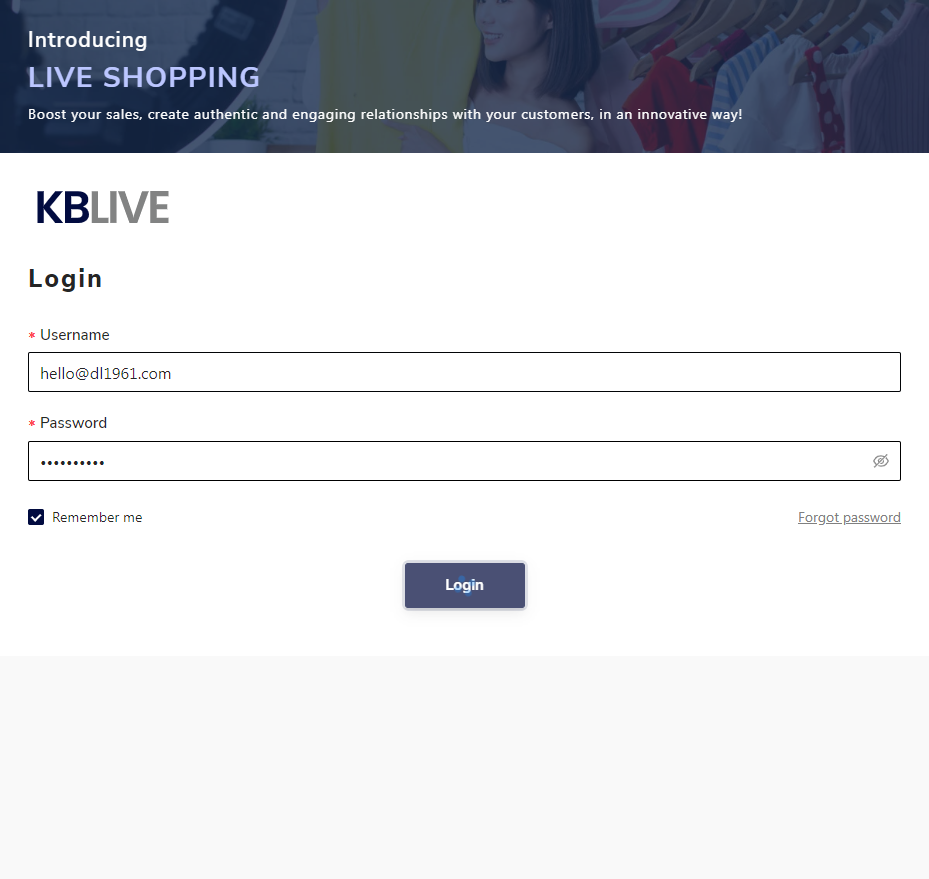 Introducing
LIVE SHOPPING
Boost your sales, create authentic and engaging relationships with your customers, in an innovative way!
KBLIVE
Login
* Username
hello@dl1961.com
* Password
••••••••••
Remember me
Forgot password
Login